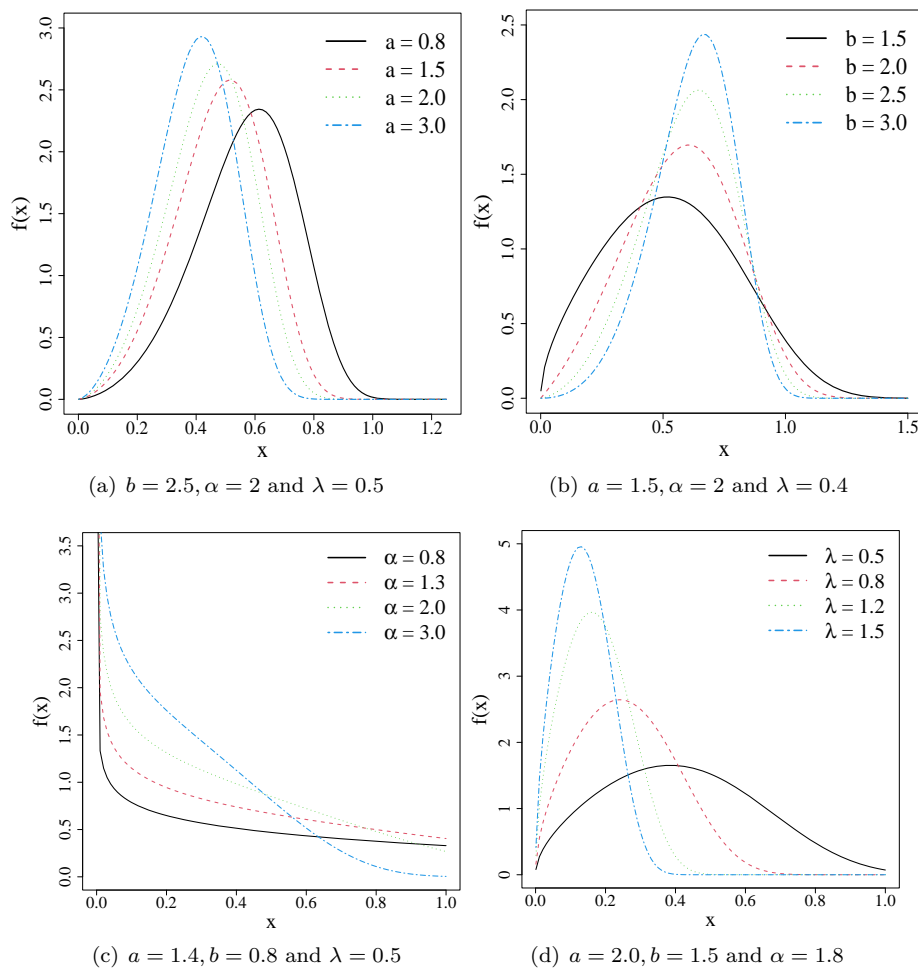 a = 0.8
a = 1.5
a = 2.0
a = 3.0
f(x)
0.0 0.5 1.0 1.5 2.0 2.5 3.0
0.0 0.2 0.4 0.6 0.8 1.0 1.2
x
(a) b = 2.5, α = 2 and λ = 0.5
b = 1.5
b = 2.0
b = 2.5
b = 3.0
f(x)
0.0 0.5 1.0 1.5 2.0 2.5
0.0 0.5 1.0 1.5
x
(b) a = 1.5, α = 2 and λ = 0.4
α = 0.8
α = 1.3
α = 2.0
α = 3.0
f(x)
0.0 0.5 1.0 1.5 2.0 2.5 3.0 3.5
0.0 0.2 0.4 0.6 0.8 1.0
x
(c) a = 1.4, b = 0.8 and λ = 0.5
λ = 0.5
λ = 0.8
λ = 1.2
λ = 1.5
f(x)
0 1 2 3 4 5
0.0 0.2 0.4 0.6 0.8 1.0
x
(d) a = 2.0, b = 1.5 and α = 1.8